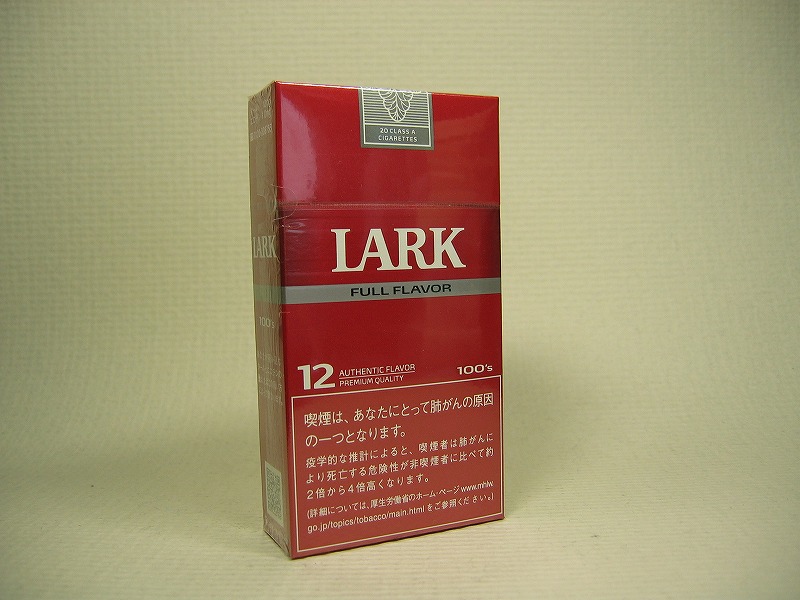 20 CLASS A
CIGARETTES
LARK
FULL FLAVOR
12 AUTHENTIC FLAVOR
PREMIUM QUALITY
100's
喫煙は、あなたにとって肺がんの原因
の一つとなります。
疫学的な推計によると、喫煙者は肺がんに
より死亡する危険性が非喫煙者に比べて約
2倍から4倍高くなります。
(詳細については、厚生労働省のホーム・ページ www.mhlw.
go.jp/topics/tobacco/main.html をご参照ください。)
LARK
100's